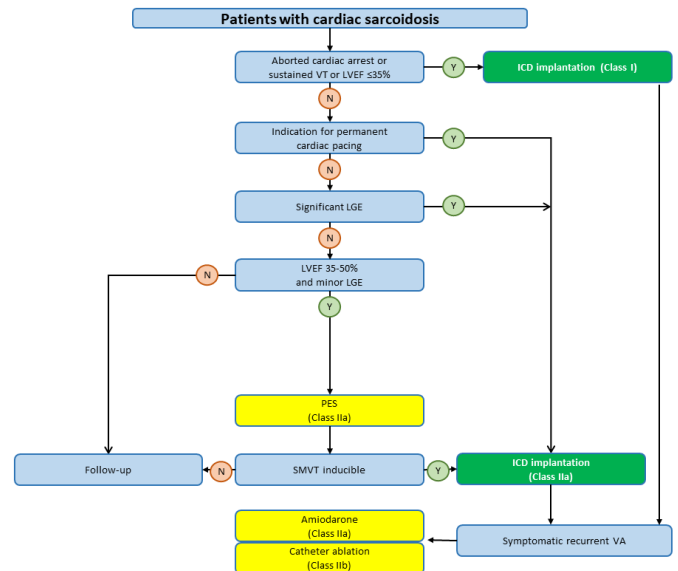 Patients with cardiac sarcoidosis
Aborted cardiac arrest or
sustained VT or LVEF ≤35%
Y
ICD implantation (Class I)
N
Indication for permanent
cardiac pacing
Y
N
Significant LGE
Y
N
LVEF 35-50%
and minor LGE
N
Y
PES
(Class IIa)
Follow-up
N
SMVT inducible
Y
ICD implantation
(Class IIa)
Amiodarone
(Class IIa)
Catheter ablation
(Class IIb)
Symptomatic recurrent VA